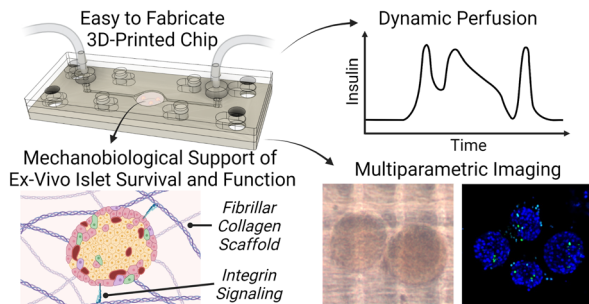 Easy to Fabricate
3D-Printed Chip
Dynamic Perfusion
Insulin
Time
Mechanobiological Support of
Ex-Vivo Islet Survival and Function
Fibrillar
Collagen
Scaffold
Integrin
Signaling
Multiparametric Imaging